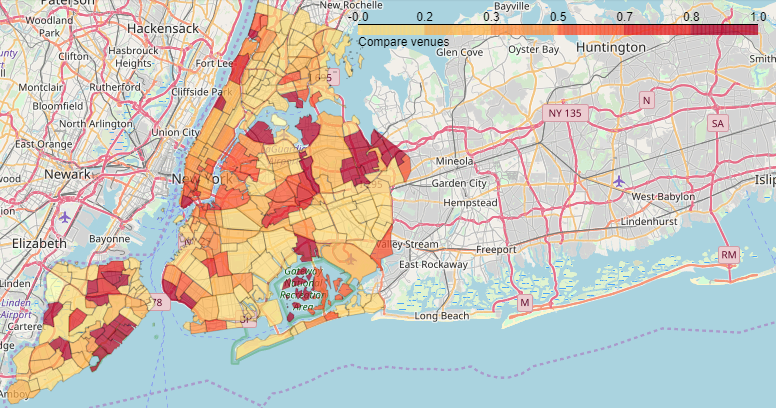 Paterson
New Rochelle
Bayville
-0.0 0.2 0.3 0.5 0.7 0.8 1.0
Compare venues
Woodland
Park
Hackensack
Hasbrouck
Heights
Clifton
Fort Lee
Glen Cove
Oyster Bay
Huntington
Smith
Montclair
Rutherford
Cliffside Park
I 695
Bloomfield
North Arlington
Union City
East Orange
NY 135
N
SA
Newark
New York
Mineola
Garden City
Hempstead
West Babylon
Islip
Lindenhurst
Elizabeth
Bayonne
Valley Stream
Freeport
East Rockaway
RM
Linden
Linden
Airport
Carteret
78
Gateway
National
Recreation
Area
M
Long Beach
Amboy